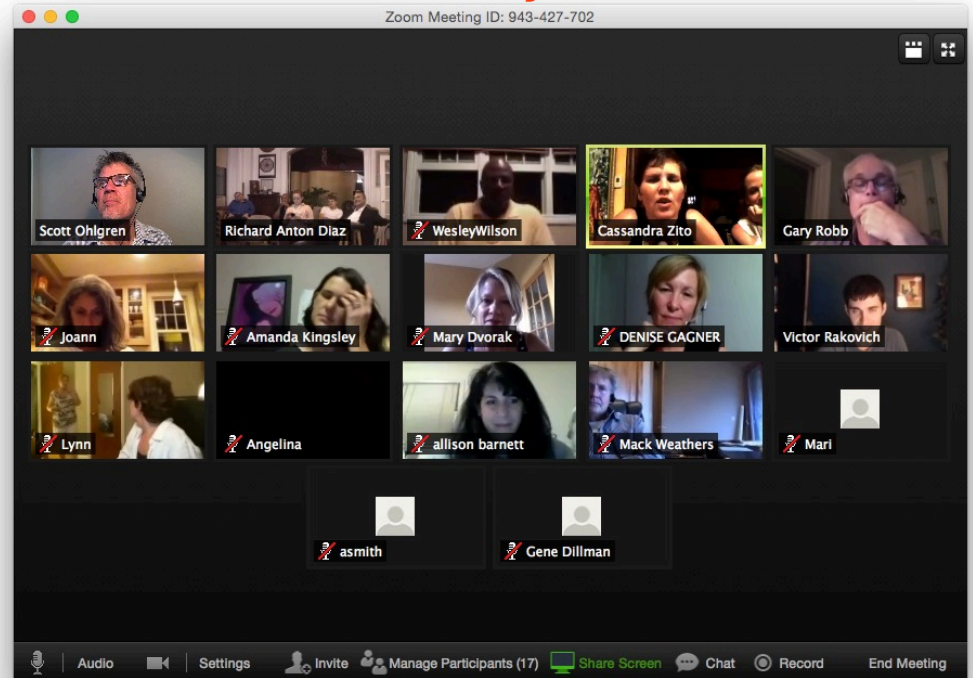 Zoom Meeting ID: 943-427-702
Scott Ohlgren
Richard Anton Diaz
WesleyWilson
Cassandra Zito
Gary Robb
Joann
Amanda Kingsley
Mary Dvorak
DENISE GAGNER
Victor Rakovich
Lynn
Angelina
allison barnett
Mack Weathers
Mari
asmith
Gene Dillman
Audio
Settings
Invite
Manage Participants (17)
Share Screen
Chat
Record
End Meeting